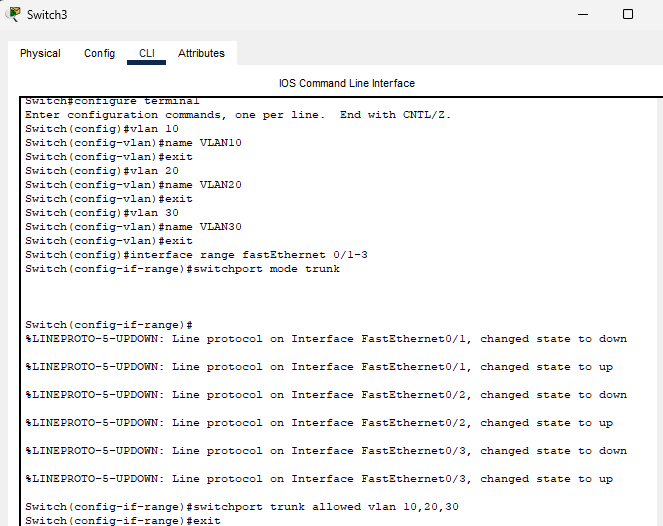 Switch3
Physical Config CLI Attributes
IOS Command Line Interface
Switch#configure terminal
Enter configuration commands, one per line.  End with CNTL/Z.
Switch(config)#vlan 10
Switch(config-vlan)#name VLAN10
Switch(config-vlan)#exit
Switch(config)#vlan 20
Switch(config-vlan)#name VLAN20
Switch(config-vlan)#exit
Switch(config)#vlan 30
Switch(config-vlan)#name VLAN30
Switch(config-vlan)#exit
Switch(config)#interface range fastEthernet 0/1-3
Switch(config-if-range)#switchport mode trunk
Switch(config-if-range)#
%LINEPROTO-5-UPDOWN: Line protocol on Interface FastEthernet0/1, changed state to down
%LINEPROTO-5-UPDOWN: Line protocol on Interface FastEthernet0/1, changed state to up
%LINEPROTO-5-UPDOWN: Line protocol on Interface FastEthernet0/2, changed state to down
%LINEPROTO-5-UPDOWN: Line protocol on Interface FastEthernet0/2, changed state to up
%LINEPROTO-5-UPDOWN: Line protocol on Interface FastEthernet0/3, changed state to down
%LINEPROTO-5-UPDOWN: Line protocol on Interface FastEthernet0/3, changed state to up
Switch(config-if-range)#switchport trunk allowed vlan 10,20,30
Switch(config-if-range)#exit